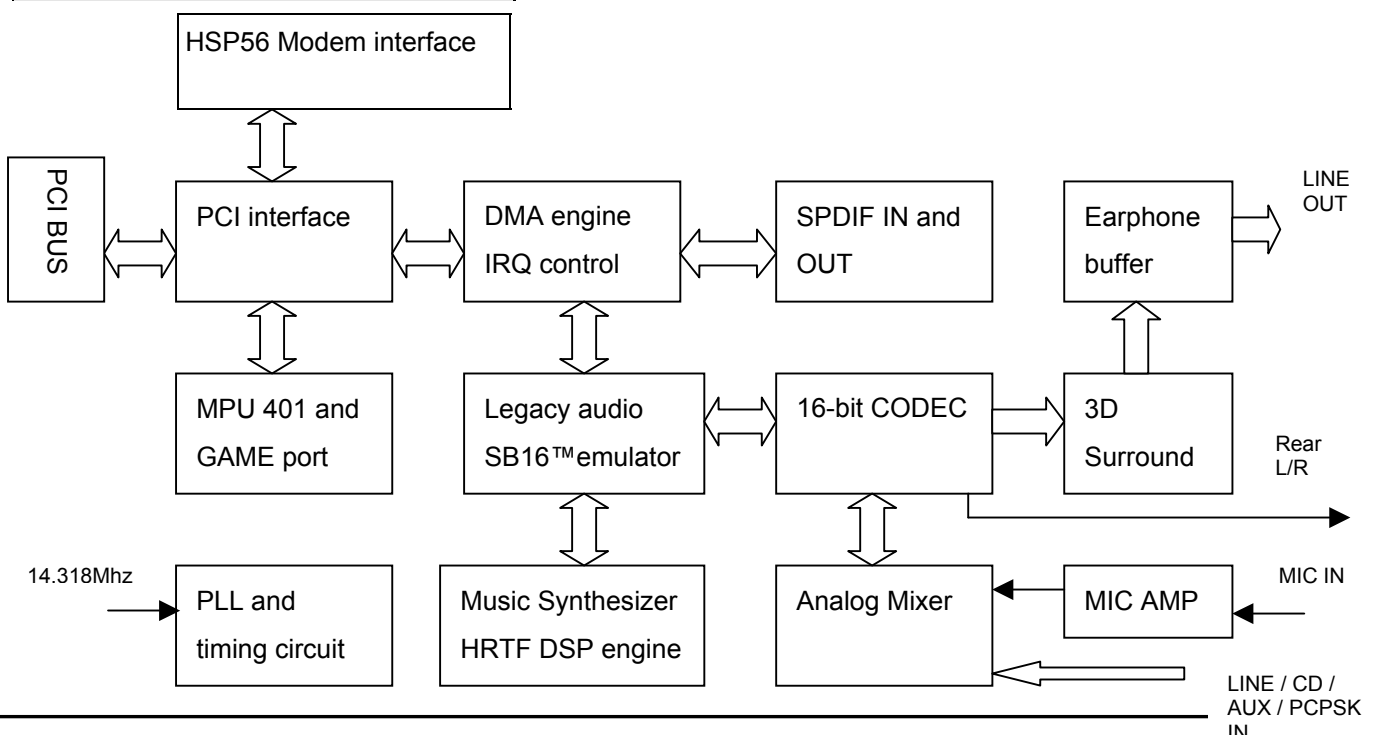 HSP56 Modem interface
PCI BUS
PCI interface
DMA engine
IRQ control
SPDIF IN and
OUT
Earphone
buffer
LINE
OUT
MPU 401 and
GAME port
Legacy audio
SB16™emulator
16-bit CODEC
3D
Surround
Rear
L/R
14.318Mhz
PLL and
timing circuit
Music Synthesizer
HRTF DSP engine
Analog Mixer
MIC AMP
MIC IN
LINE / CD /
AUX / PCPSK
IN